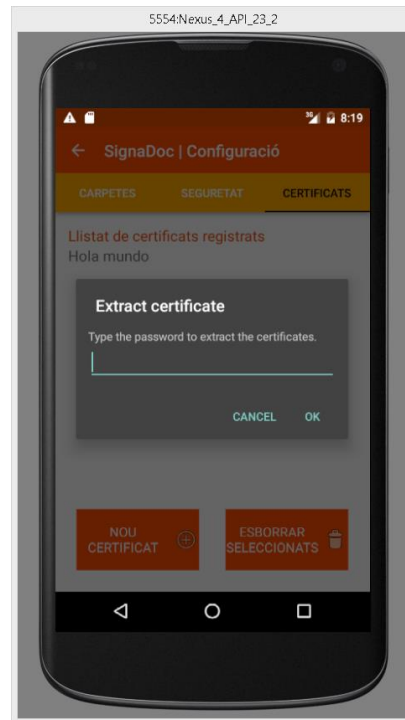 5554:Nexus_4_API_23_2
3G 8:19
SignaDoc | Configuració
CARPETES SEGURETAT CERTIFICATS
Llistat de certificats registrats
Hola mundo
Extract certificate
Type the password to extract the certificates.
CANCEL OK
NOU
CERTIFICAT
ESBORRAR
SELECCIONATS